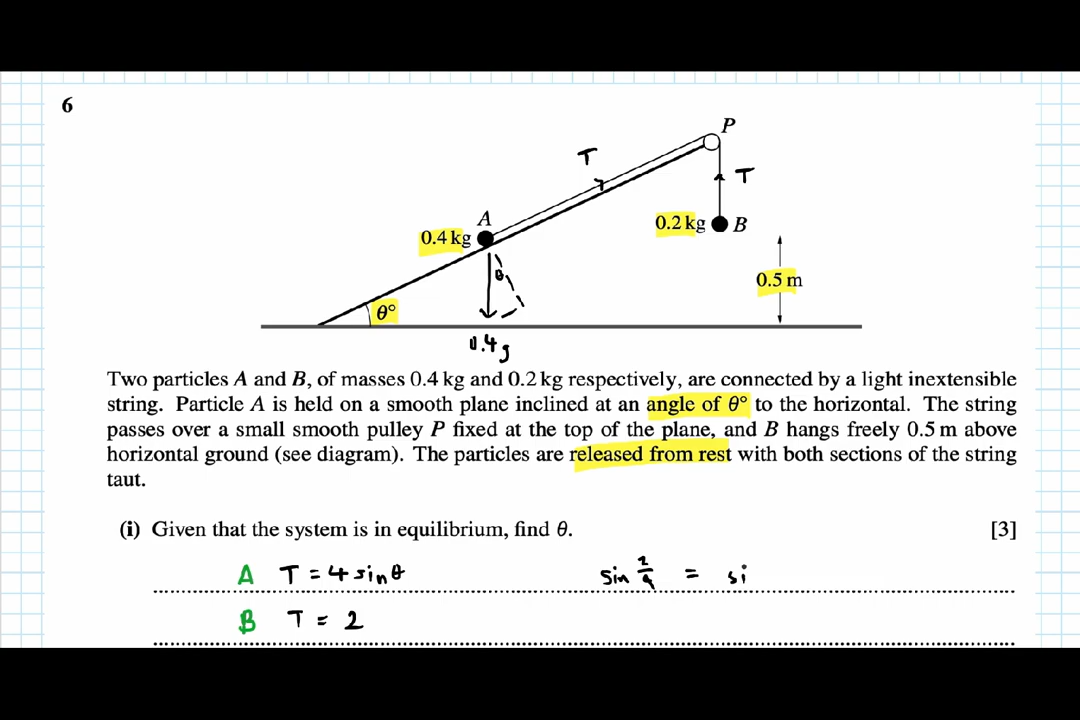 6
P
T
T
A
0.4 kg
0.2 kg
B
θ
0.5 m
θ°
0.4g
Two particles A and B, of masses 0.4 kg and 0.2 kg respectively, are connected by a light inextensible
string. Particle A is held on a smooth plane inclined at an angle of θ° to the horizontal. The string
passes over a small smooth pulley P fixed at the top of the plane, and B hangs freely 0.5 m above
horizontal ground (see diagram). The particles are released from rest with both sections of the string
taut.
(i) Given that the system is in equilibrium, find θ. [3]
A T = 4 sinθ sin 2/4 = si
B T = 2